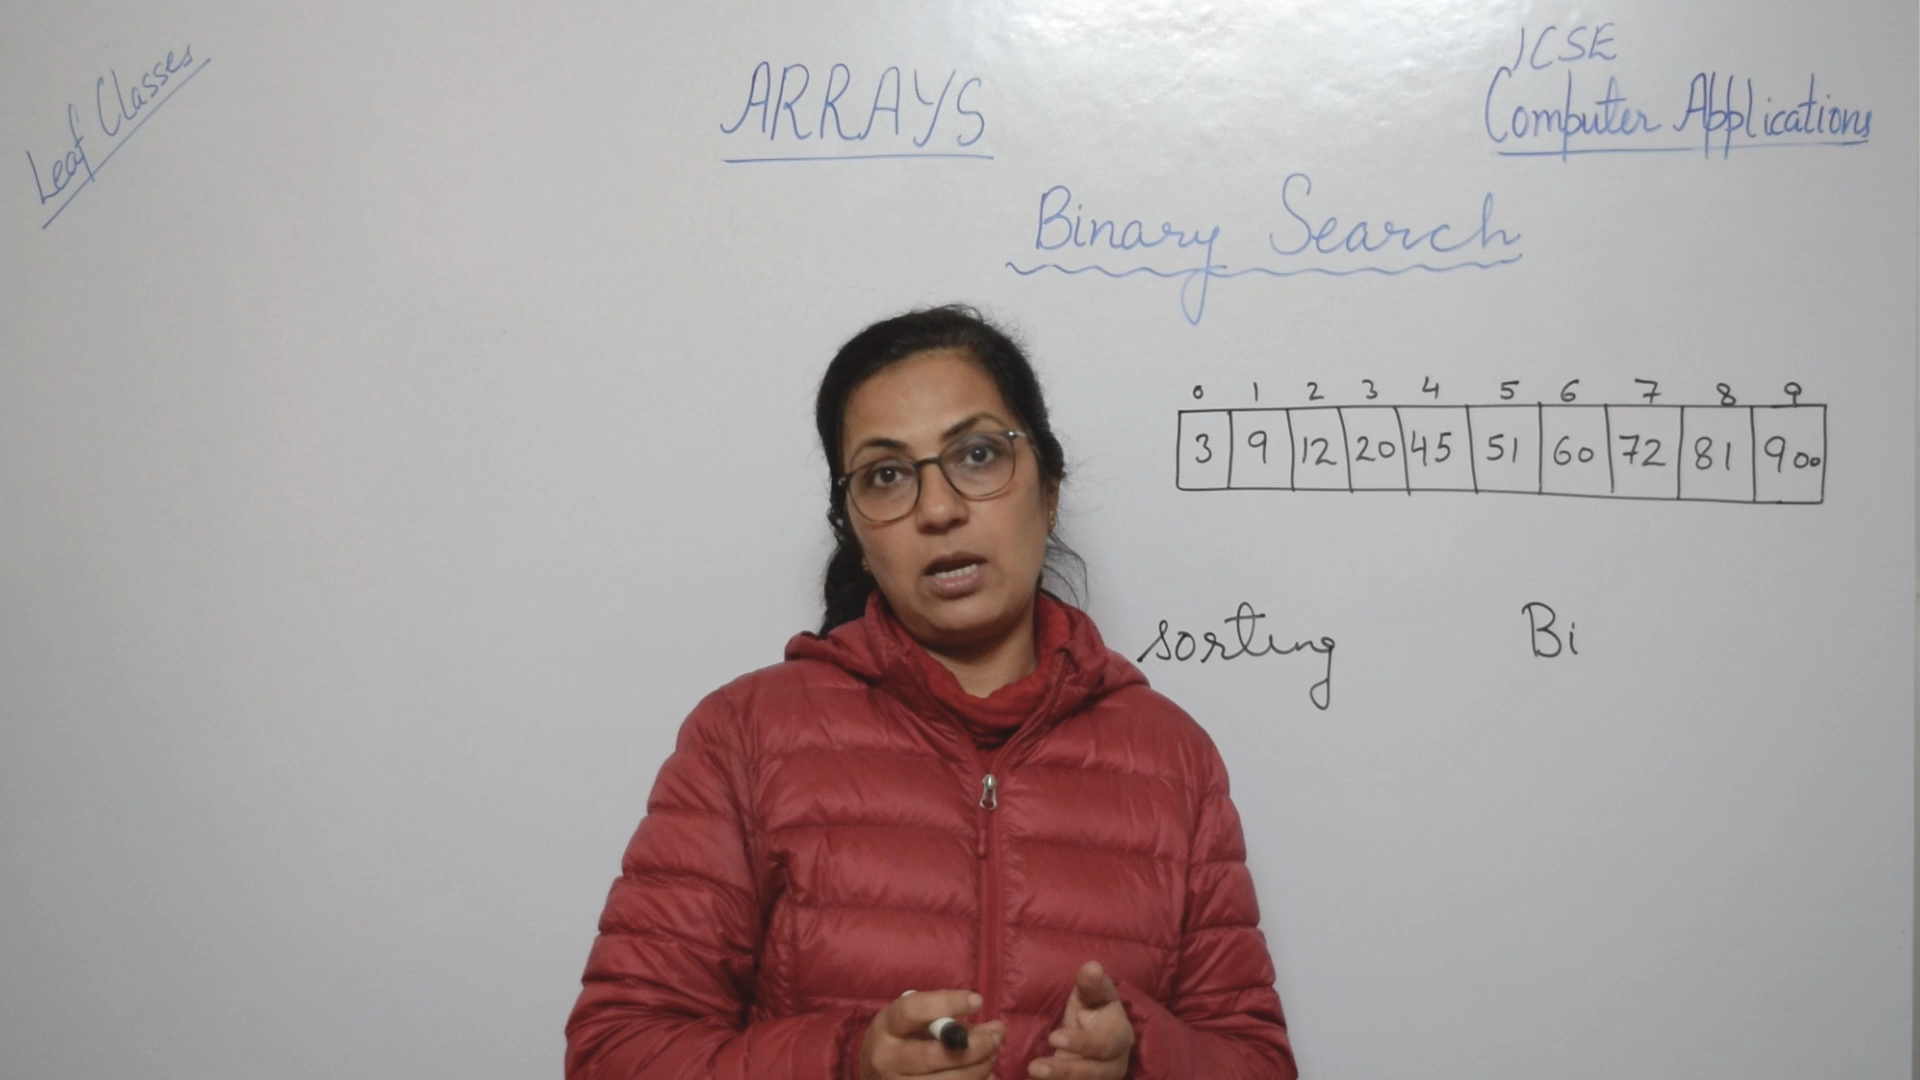 Leaf Classes
ARRAYS
ICSE
Computer Applications
Binary Search
0 1 2 3 4 5 6 7 8 9
3 9 12 20 45 51 60 72 81 900
sorting Bi